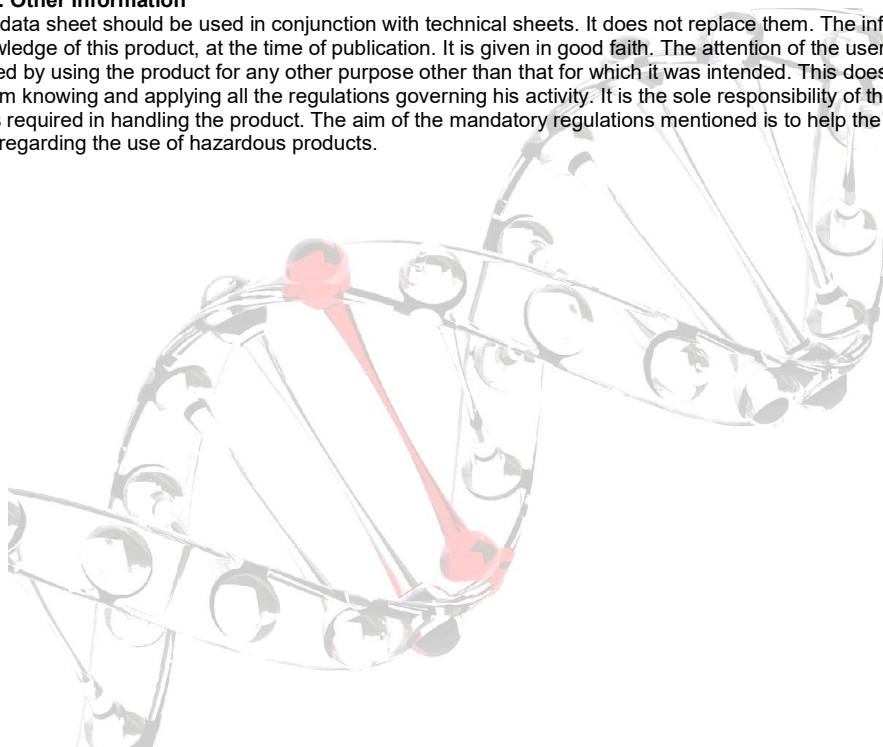 . Other Information
data sheet should be used in conjunction with technical sheets. It does not replace them. The inf
wledge of this product, at the time of publication. It is given in good faith. The attention of the user
ed by using the product for any other purpose other than that for which it was intended. This does
m knowing and applying all the regulations governing his activity. It is the sole responsibility of th
s required in handling the product. The aim of the mandatory regulations mentioned is to help the
regarding the use of hazardous products.